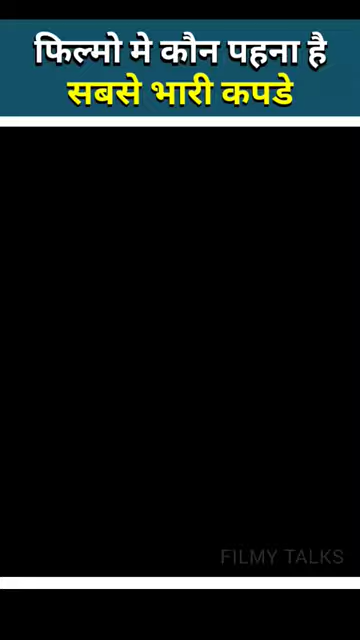 फिल्मो मे कौन पहना है
सबसे भारी कपडे
FILMY TALKS